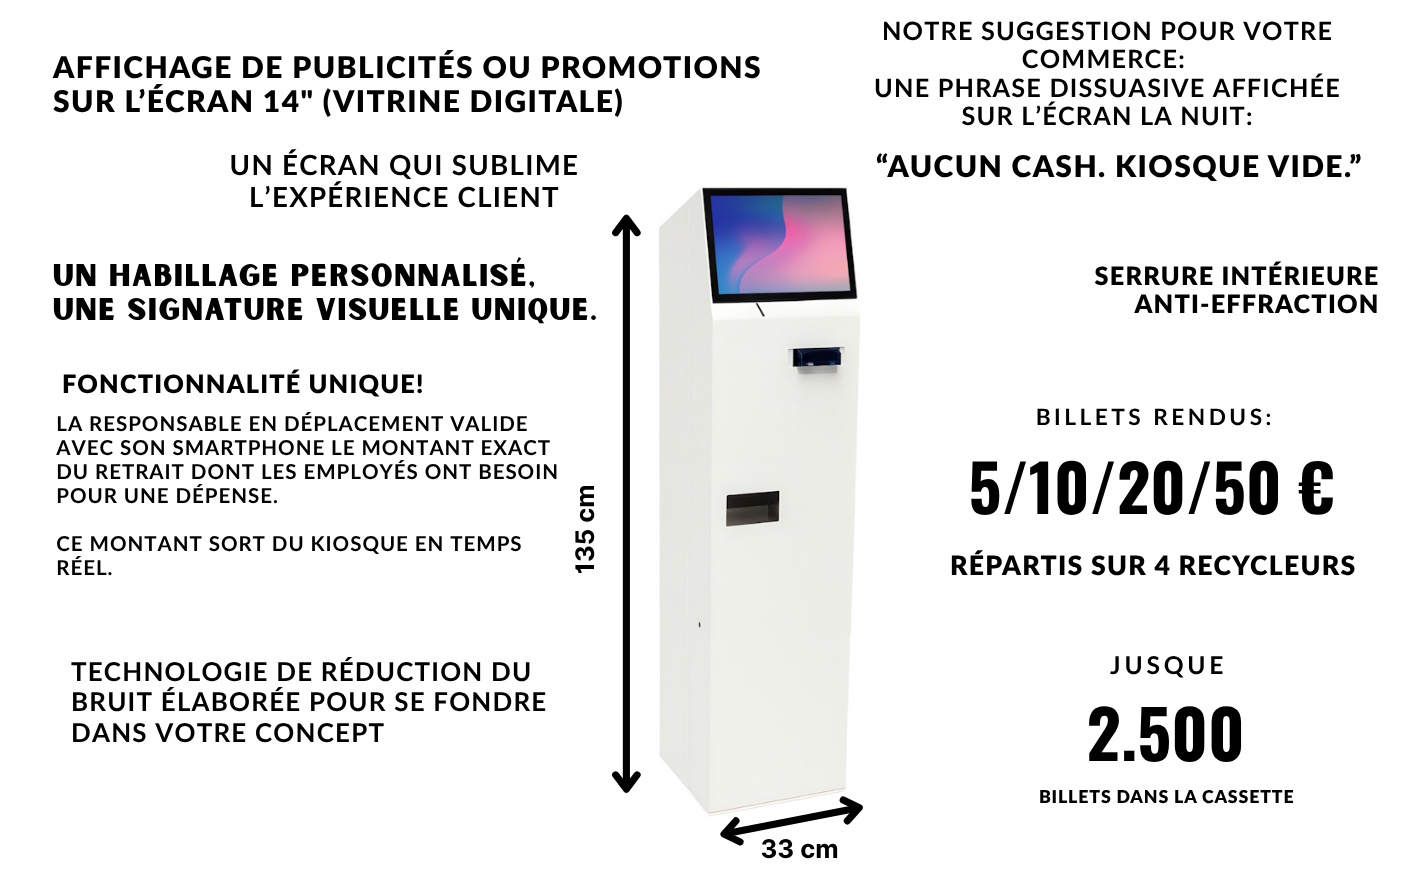 AFFICHAGE DE PUBLICITÉS OU PROMOTIONS
SUR L'ÉCRAN 14" (VITRINE DIGITALE)
UN ÉCRAN QUI SUBLIME
L'EXPÉRIENCE CLIENT
UN HABILLAGE PERSONNALISÉ,
UNE SIGNATURE VISUELLE UNIQUE.
FONCTIONNALITÉ UNIQUE!
LA RESPONSABLE EN DÉPLACEMENT VALIDE
AVEC SON SMARTPHONE LE MONTANT EXACT
DU RETRAIT DONT LES EMPLOYÉS ONT BESOIN
POUR UNE DÉPENSE.
CE MONTANT SORT DU KIOSQUE EN TEMPS
RÉEL.
TECHNOLOGIE DE RÉDUCTION DU
BRUIT ÉLABORÉE POUR SE FONDRE
DANS VOTRE CONCEPT
135 cm
33 cm
NOTRE SUGGESTION POUR VOTRE
COMMERCE:
UNE PHRASE DISSUASIVE AFFICHÉE
SUR L'ÉCRAN LA NUIT:
“AUCUN CASH. KIOSQUE VIDE.”
SERRURE INTÉRIEURE
ANTI-EFFRACTION
BILLETS RENDUS:
5/10/20/50 €
RÉPARTIS SUR 4 RECYCLEURS
JUSQUE
2.500
BILLETS DANS LA CASSETTE